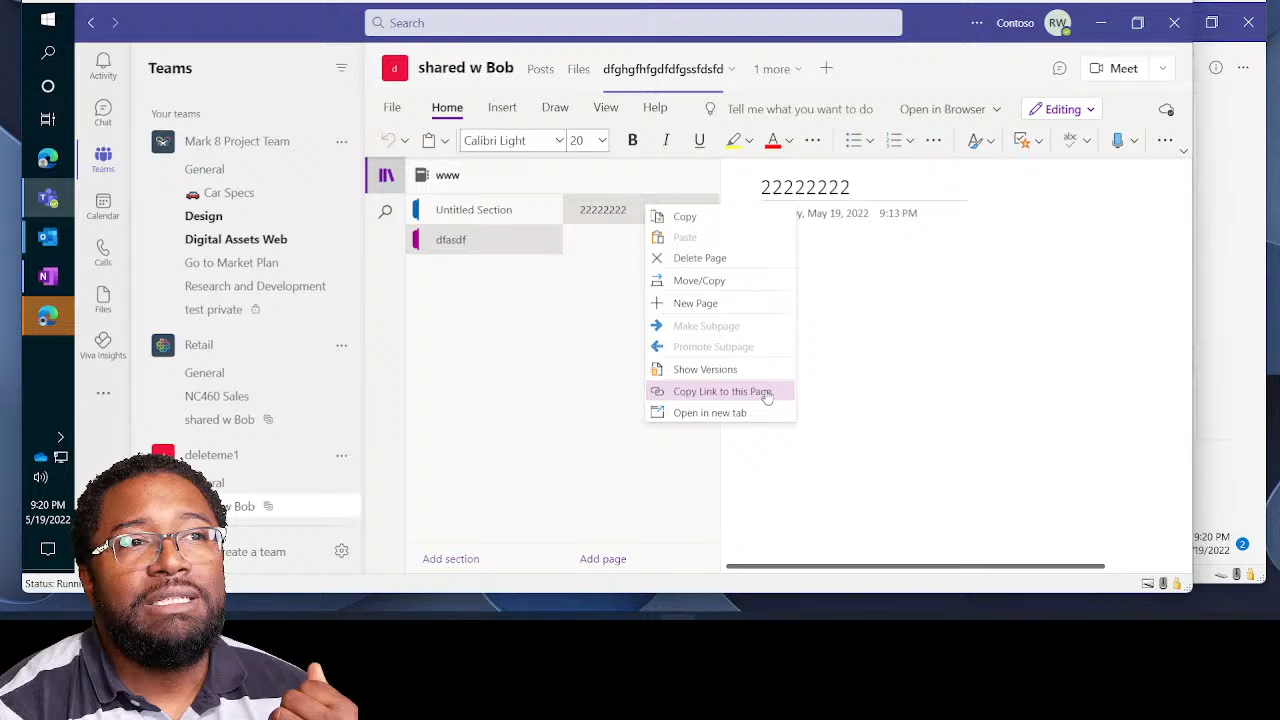 Search
Contoso
RW
Activity
Chat
Teams
Calendar
Calls
Files
Viva Insights
9:20 PM
5/19/2022
Status: Runni
Teams
Your teams
Mark 8 Project Team
General
Car Specs
Design
Digital Assets Web
Go to Market Plan
Research and Development
test private
Retail
General
NC460 Sales
shared w Bob
deleteme1
eral
w Bob
reate a team
d
shared w Bob
Posts
Files
dfghgfhfgdfdfgssfdsfd
1 more
Meet
File
Home
Insert
Draw
View
Help
Tell me what you want to do
Open in Browser
Editing
Calibri Light
20
B
I
U
A
www
Untitled Section
dfasdf
22222222
Copy
Paste
Delete Page
Move/Copy
New Page
Make Subpage
Promote Subpage
Show Versions
Copy Link to this Page
Open in new tab
Add section
Add page
22222222
y, May 19, 2022 9:13 PM
9:20 PM
/19/2022
2